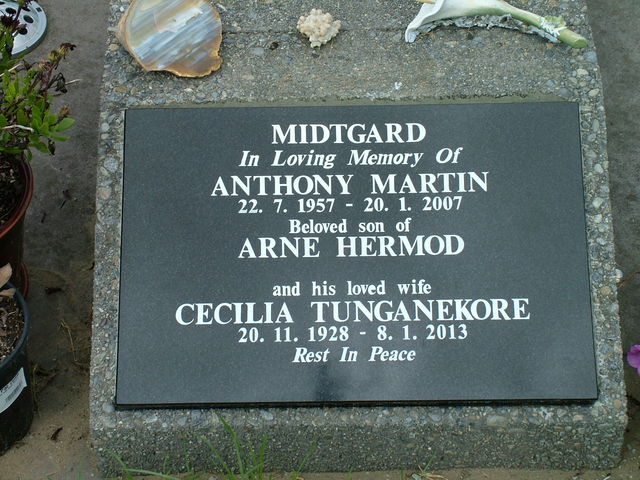 MIDTGARD
In Loving Memory Of
ANTHONY MARTIN
22. 7. 1957 - 20. 1. 2007
Beloved son of
ARNE HERMOD
and his loved wife
CECILIA TUNGANEKORE
20. 11. 1928 - 8. 1. 2013
Rest In Peace